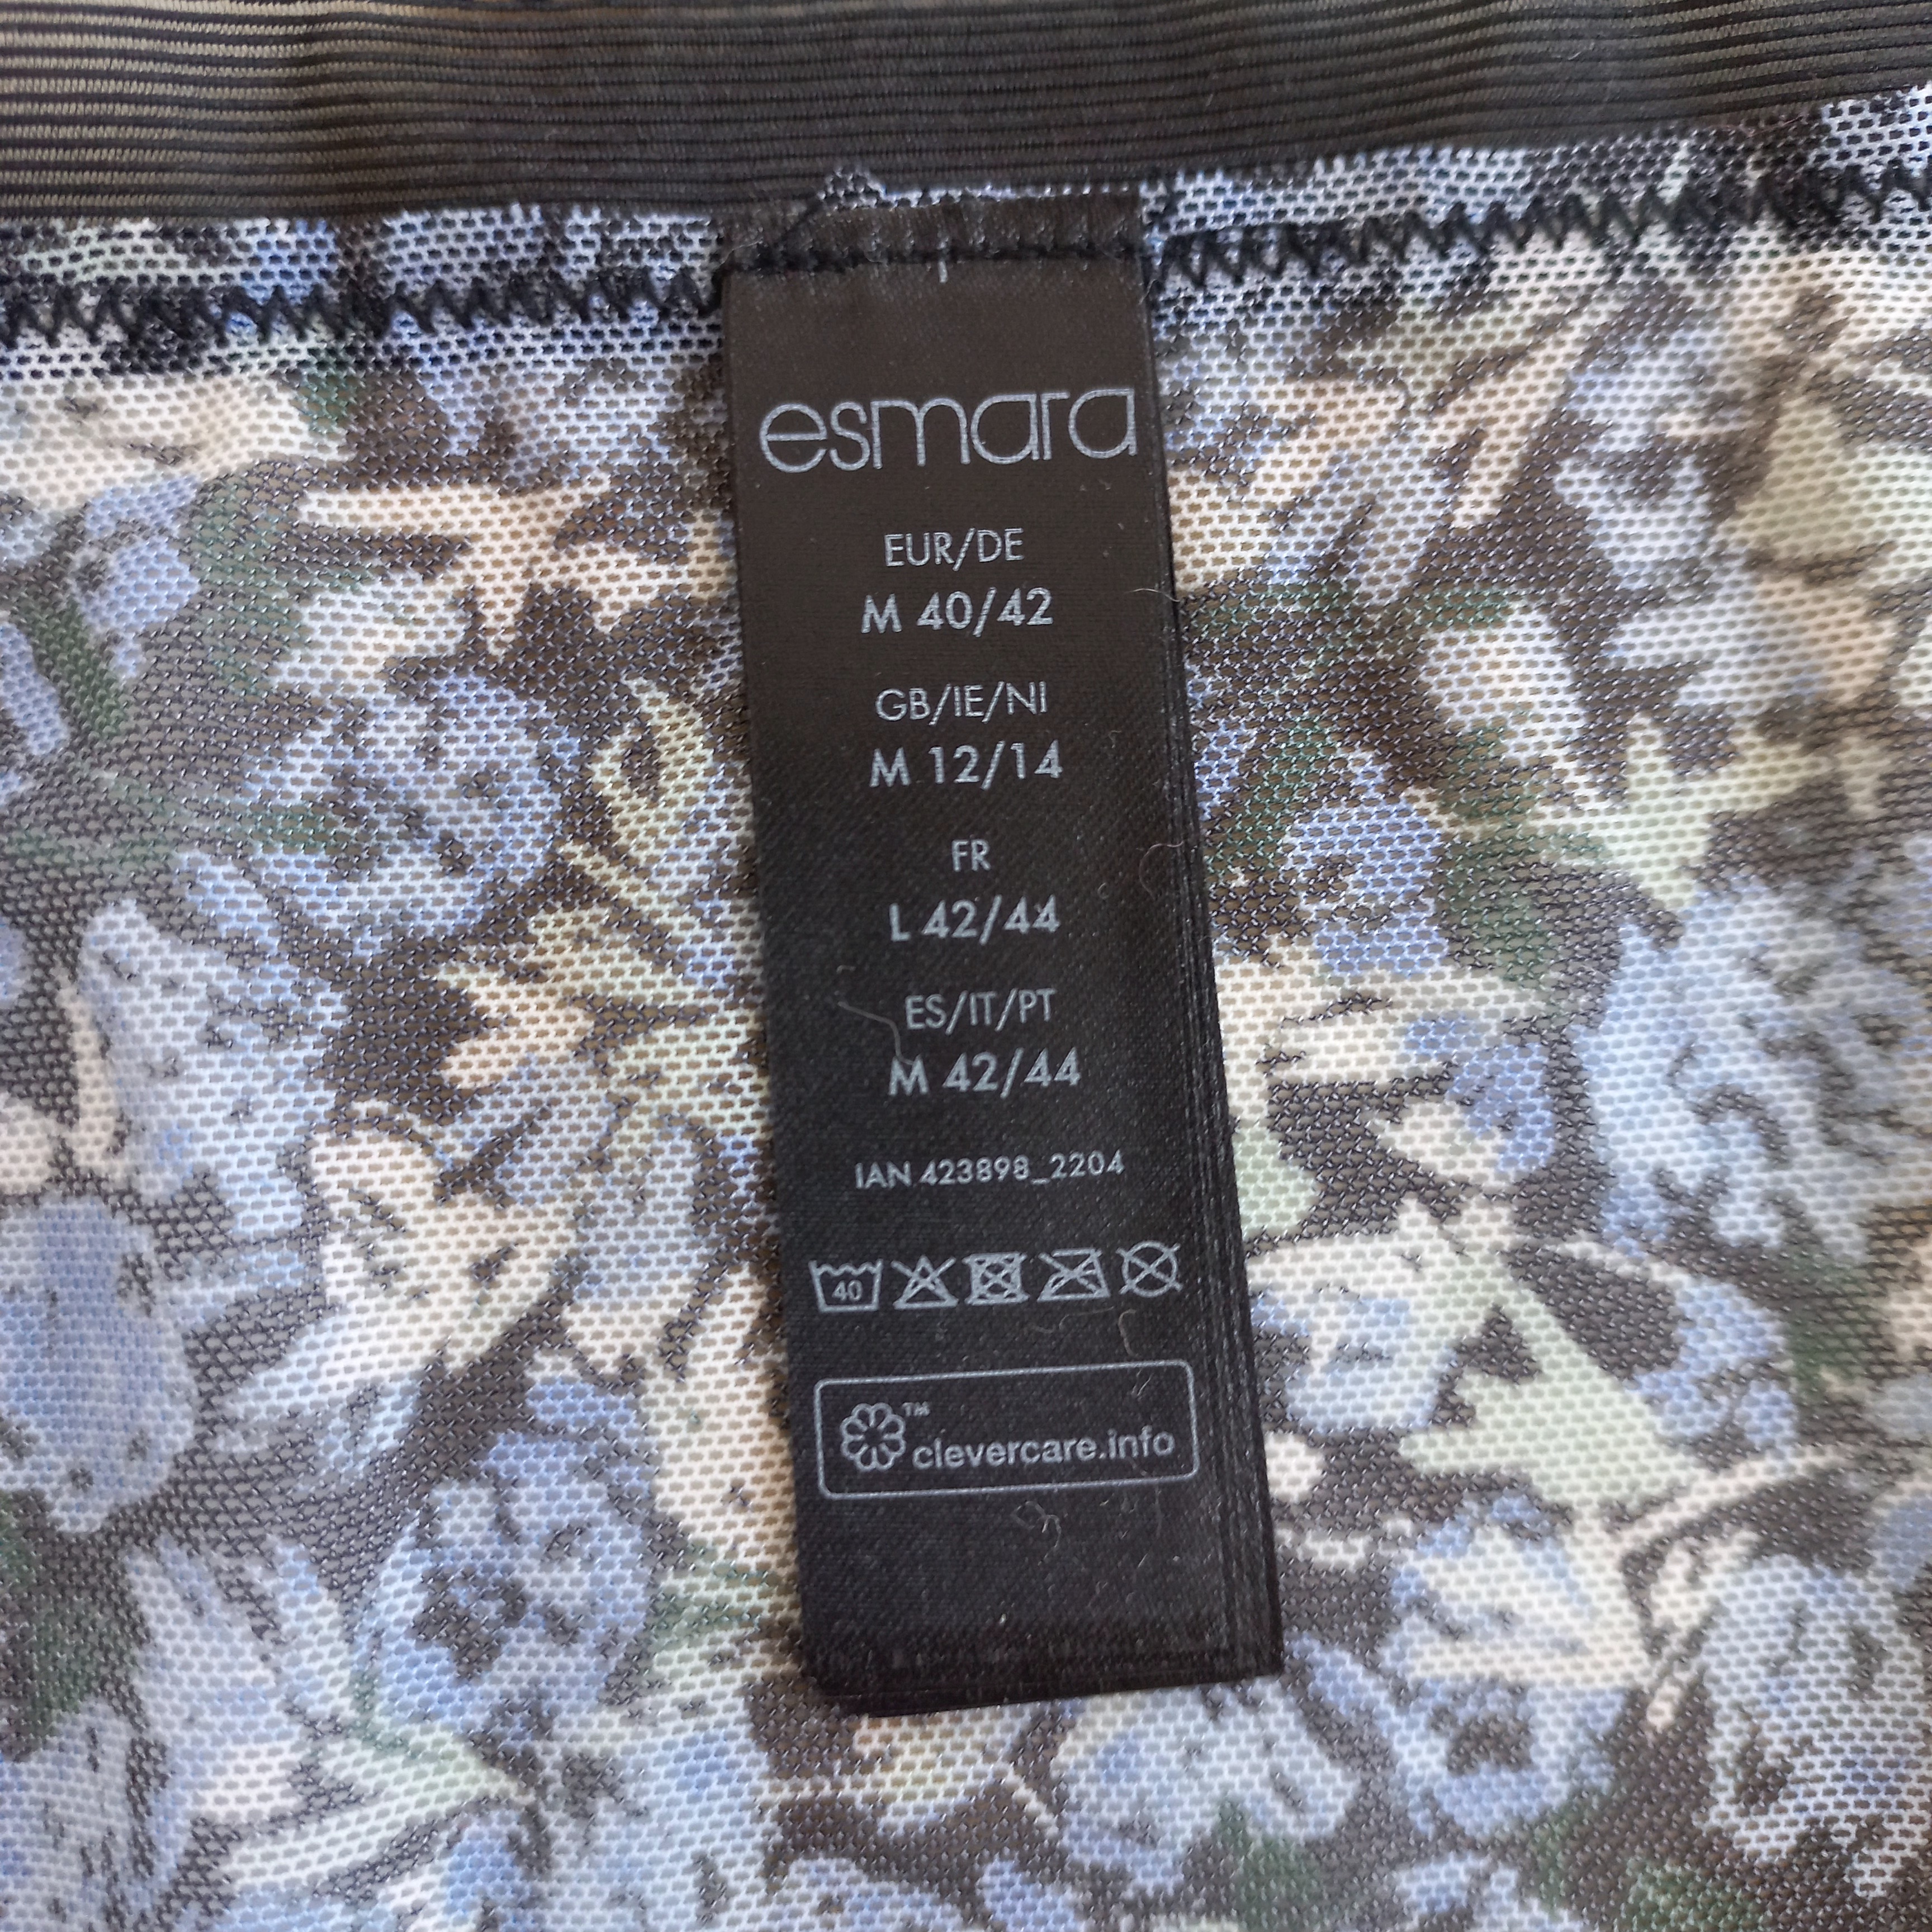 esmara
EUR/DE
M 40/42
GB/IE/NI
M 12/14
FR
L 42/44
ES/IT/PT
M 42/44
IAN 423898_2204
40
™
clevercare.info